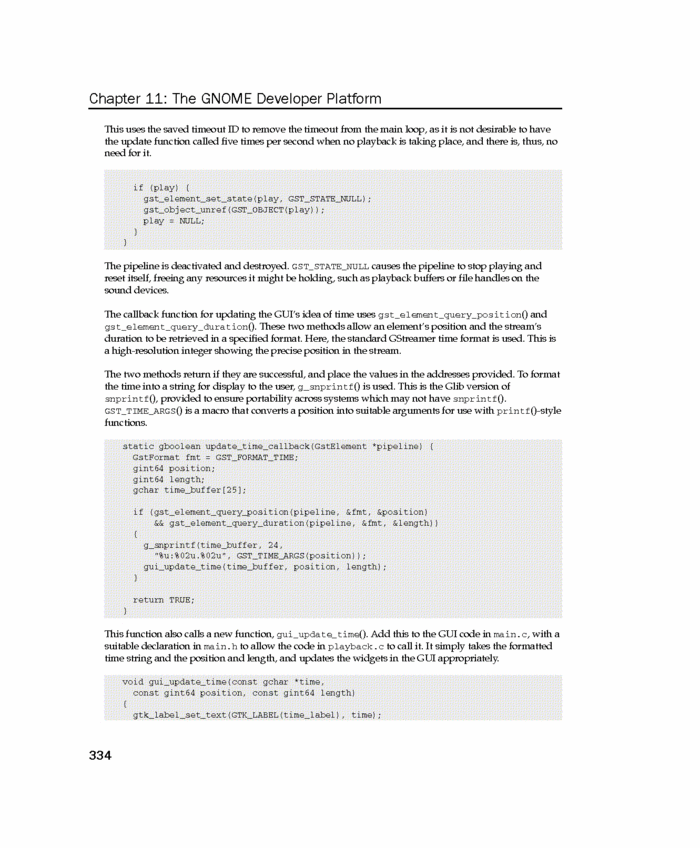 Chapter 11: The GNOME Developer Platform
This uses the saved timeout ID to remove the timeout from the main loop, as it is not desirable to have
the update function called five times per second when no playback is taking place, and there is, thus, no
need for it.
if (play) {
gst_element_set_state(play, GST_STATE_NULL);
gst_object_unref(GST_OBJECT(play));
play = NULL;
}
}
The pipeline is deactivated and destroyed. GST_STATE_NULL causes the pipeline to stop playing and
reset itself, freeing any resources it might be holding, such as playback buffers or file handles on the
sound devices.
The callback function for updating the GUI's idea of time uses gst_element_query_position() and
gst_element_query_duration(). These two methods allow an element's position and the stream's
duration to be retrieved in a specified format. Here, the standard GStreamer time format is used. This is
a high-resolution integer showing the precise position in the stream.
The two methods return if they are successful, and place the values in the addresses provided. To format
the time into a string for display to the user, g_snprintf() is used. This is the Glib version of
snprintf(), provided to ensure portability across systems which may not have snprintf().
GST_TIME_ARGS() is a macro that converts a position into suitable arguments for use with printf()-style
functions.
static gboolean update_time_callback(GstElement *pipeline) {
GstFormat fmt = GST_FORMAT_TIME;
gint64 position;
gint64 length;
gchar time_buffer[25];
if (gst_element_query_position(pipeline, &fmt, &position)
&& gst_element_query_duration(pipeline, &fmt, &length))
{
g_snprintf(time_buffer, 24,
"%u:%02u.%02u", GST_TIME_ARGS(position));
gui_update_time(time_buffer, position, length);
}
return TRUE;
}
This function also calls a new function, gui_update_time(). Add this to the GUI code in main.c, with a
suitable declaration in main.h to allow the code in playback.c to call it. It simply takes the formatted
time string and the position and length, and updates the widgets in the GUI appropriately.
void gui_update_time(const gchar *time,
const gint64 position, const gint64 length)
{
gtk_label_set_text(GTK_LABEL(time_label), time);
334